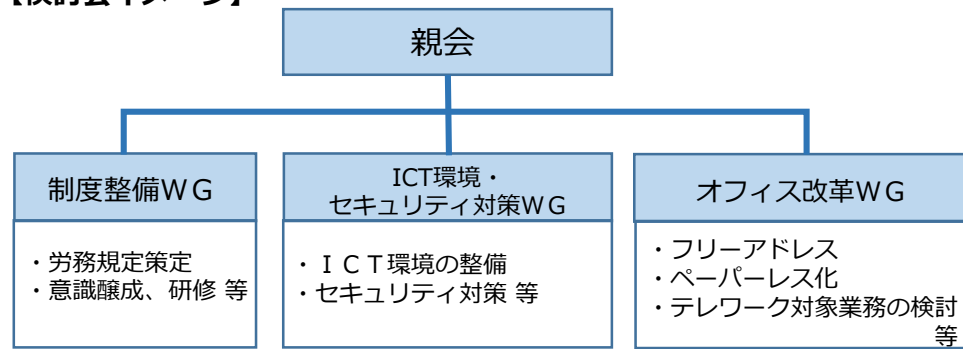 【検討会イメージ】
親会
制度整備ＷＧ
・労務規定策定
・意識醸成、研修 等
ICT環境・
セキュリティ対策ＷＧ
・ＩＣＴ環境の整備
・セキュリティ対策 等
オフィス改革ＷＧ
・フリーアドレス
・ペーパーレス化
・テレワーク対象業務の検討
等